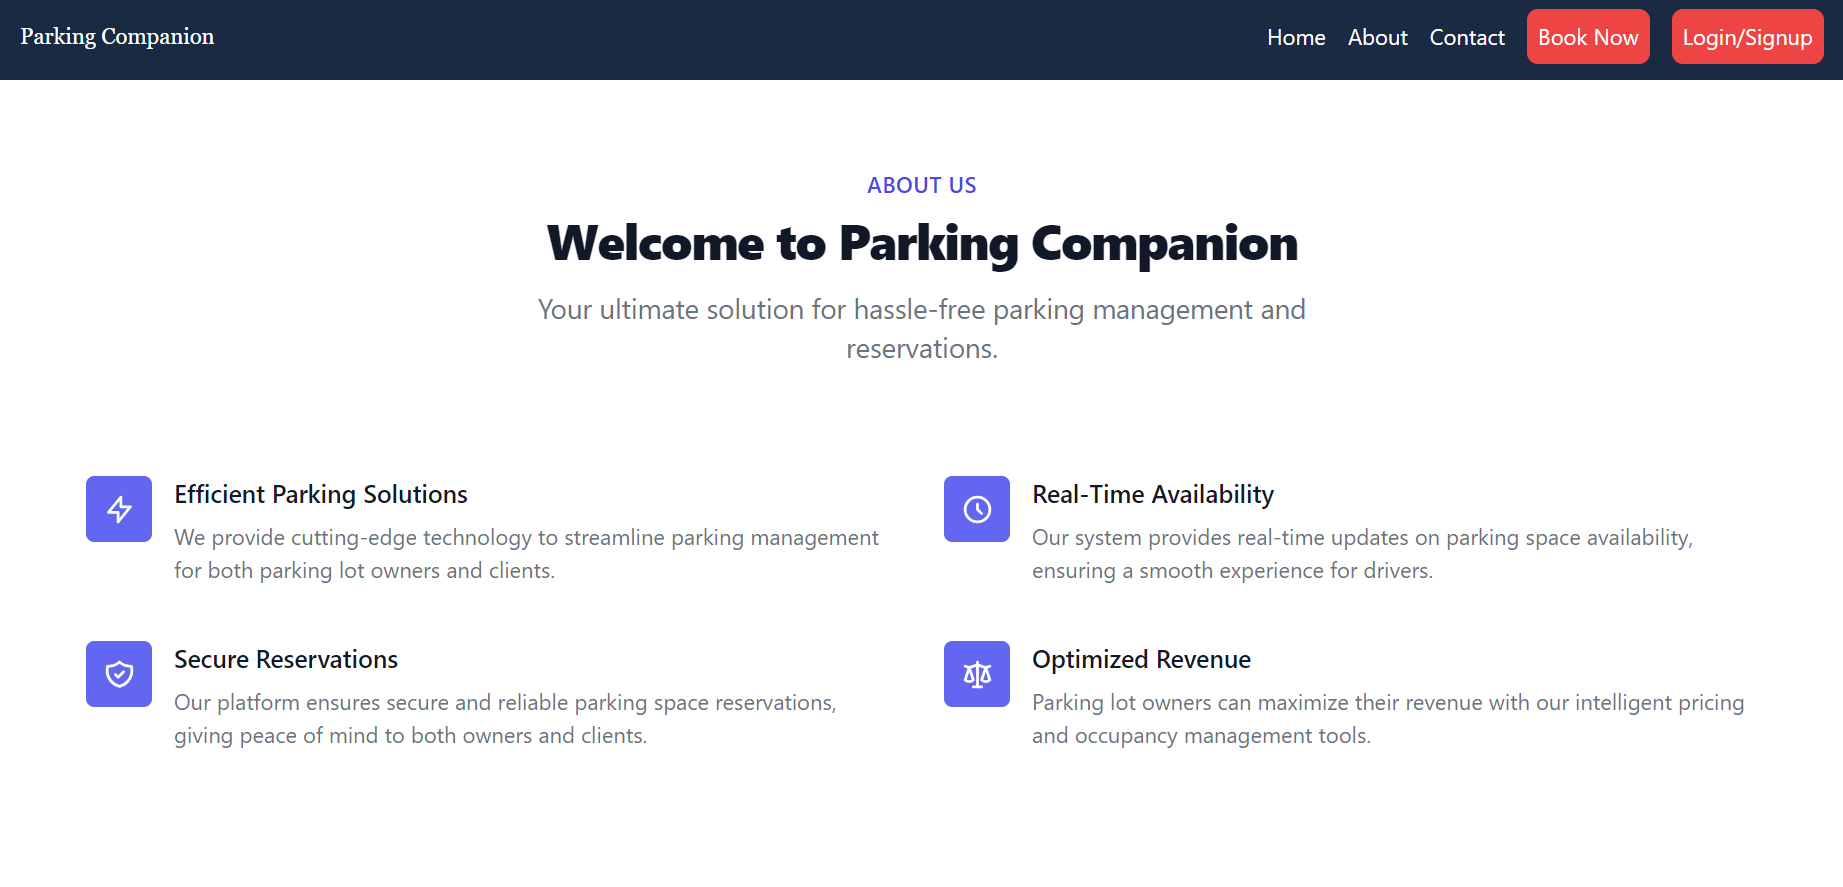 Parking Companion
Home
About
Contact
Book Now
Login/Signup
ABOUT US
Welcome to Parking Companion
Your ultimate solution for hassle-free parking management and
reservations.
Efficient Parking Solutions
We provide cutting-edge technology to streamline parking management
for both parking lot owners and clients.
Real-Time Availability
Our system provides real-time updates on parking space availability,
ensuring a smooth experience for drivers.
Secure Reservations
Our platform ensures secure and reliable parking space reservations,
giving peace of mind to both owners and clients.
Optimized Revenue
Parking lot owners can maximize their revenue with our intelligent pricing
and occupancy management tools.